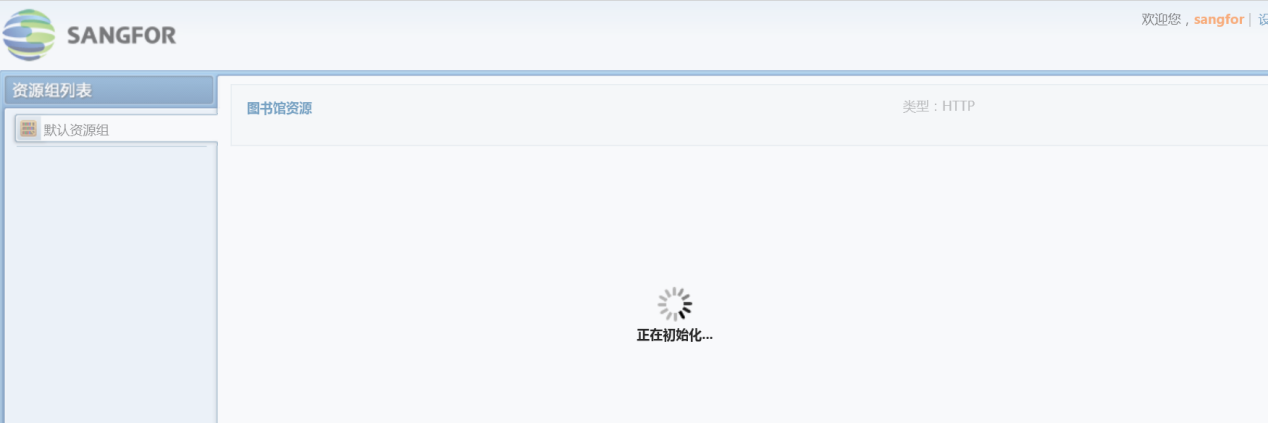 SANGFOR
欢迎您，sangfor | 设
资源组列表
默认资源组
图书馆资源
类型：HTTP
正在初始化...